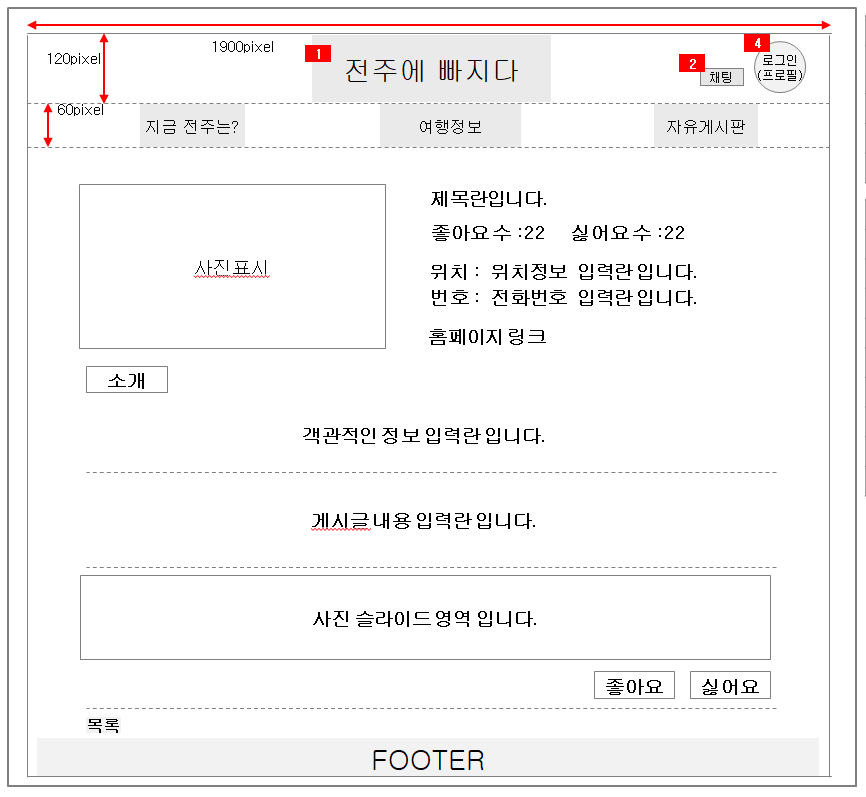 1900pixel
120pixel
1
전주에 빠지다
2
채팅
4
로그인
(프로필)
60pixel
지금 전주는?
여행정보
자유게시판
사진표시
제목란입니다.
좋아요수 :22 싫어요수 :22
위치 : 위치정보 입력란입니다.
번호 : 전화번호 입력란입니다.
홈페이지 링크
소개
객관적인 정보 입력란입니다.
게시글내용 입력란입니다.
사진 슬라이드영역 입니다.
좋아요
싫어요
목록
FOOTER